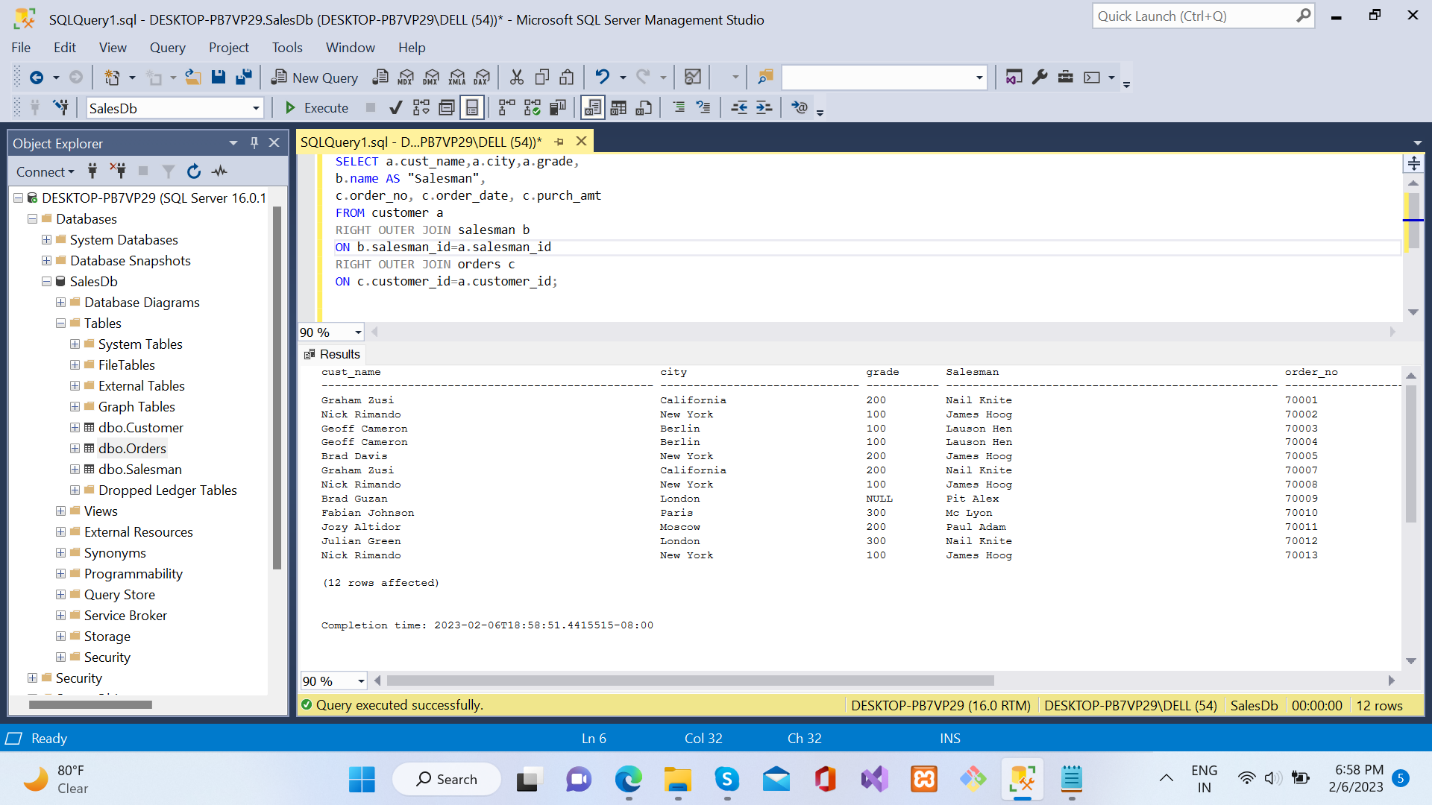 SQLQuery1.sql - DESKTOP-PB7VP29.SalesDb (DESKTOP-PB7VP29\DELL (54))* - Microsoft SQL Server Management Studio
Quick Launch (Ctrl+Q)
File Edit View Query Project Tools Window Help
New Query MDX DMX XMLA DAX
SalesDb Execute
Object Explorer
Connect
DESKTOP-PB7VP29 (SQL Server 16.0.1
Databases
System Databases
Database Snapshots
SalesDb
Database Diagrams
Tables
System Tables
FileTables
External Tables
Graph Tables
dbo.Customer
dbo.Orders
dbo.Salesman
Dropped Ledger Tables
Views
External Resources
Synonyms
Programmability
Query Store
Service Broker
Storage
Security
Security
SQLQuery1.sql - D...PB7VP29\DELL (54))*
SELECT a.cust_name,a.city,a.grade,
b.name AS "Salesman",
c.order_no, c.order_date, c.purch_amt
FROM customer a
RIGHT OUTER JOIN salesman b
ON b.salesman_id=a.salesman_id
RIGHT OUTER JOIN orders c
ON c.customer_id=a.customer_id;
90 %
Results
cust_name city grade Salesman order_no
Graham Zusi California 200 Nail Knite 70001
Nick Rimando New York 100 James Hoog 70002
Geoff Cameron Berlin 100 Lauson Hen 70003
Geoff Cameron Berlin 100 Lauson Hen 70004
Brad Davis New York 200 James Hoog 70005
Graham Zusi California 200 Nail Knite 70007
Nick Rimando New York 100 James Hoog 70008
Brad Guzan London NULL Pit Alex 70009
Fabian Johnson Paris 300 Mc Lyon 70010
Jozy Altidor Moscow 200 Paul Adam 70011
Julian Green London 300 Nail Knite 70012
Nick Rimando New York 100 James Hoog 70013
(12 rows affected)
Completion time: 2023-02-06T18:58:51.4415515-08:00
90 %
Query executed successfully. DESKTOP-PB7VP29 (16.0 RTM) DESKTOP-PB7VP29\DELL (54) SalesDb 00:00:00 12 rows
Ready Ln 6 Col 32 Ch 32 INS
80°F
Clear
Search
ENG
IN
6:58 PM
2/6/2023
5